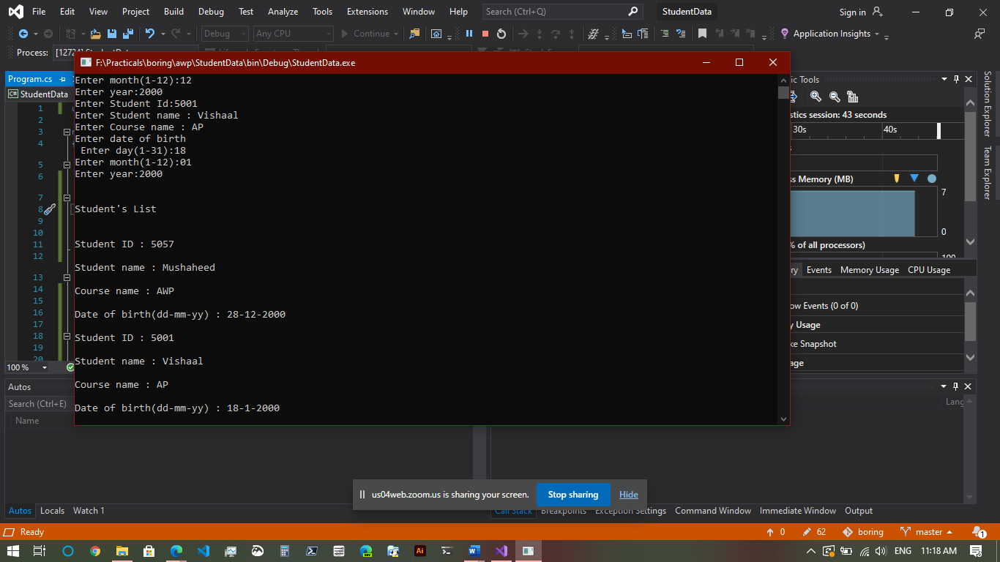 File Edit View Project Build Debug Test Analyze Tools Extensions Window Help Search (Ctrl+Q) StudentData Sign in
Debug Any CPU Continue Application Insights
Process: [12724]
F:\Practicals\boring\awp\StudentData\bin\Debug\StudentData.exe
Program.cs
StudentData
1
2
3
4
5
6
7
8
9
10
11
12
13
14
15
16
17
18
19
20
100 %
Enter month(1-12):12
Enter year:2000
Enter Student Id:5001
Enter Student name : Vishaal
Enter Course name : AP
Enter date of birth
Enter day(1-31):18
Enter month(1-12):01
Enter year:2000
Student's List
Student ID : 5057
Student name : Mushaheed
Course name : AWP
Date of birth(dd-mm-yy) : 28-12-2000
Student ID : 5001
Student name : Vishaal
Course name : AP
Date of birth(dd-mm-yy) : 18-1-2000
ic Tools
stics session: 43 seconds
30s 40s
s
ss Memory (MB)
7
0
% of all processors)
100
ry Events Memory Usage CPU Usage
ow Events (0 of 0)
y Usage
ke Snapshot
age
Solution Explorer
Team Explorer
Autos
Search (Ctrl+E)
Name
Lang
us04web.zoom.us is sharing your screen. Stop sharing Hide
Autos Locals Watch 1
Call Stack Breakpoints Exception Settings Command Window Immediate Window Output
Ready 0 62 boring master 1
ENG 11:18 AM